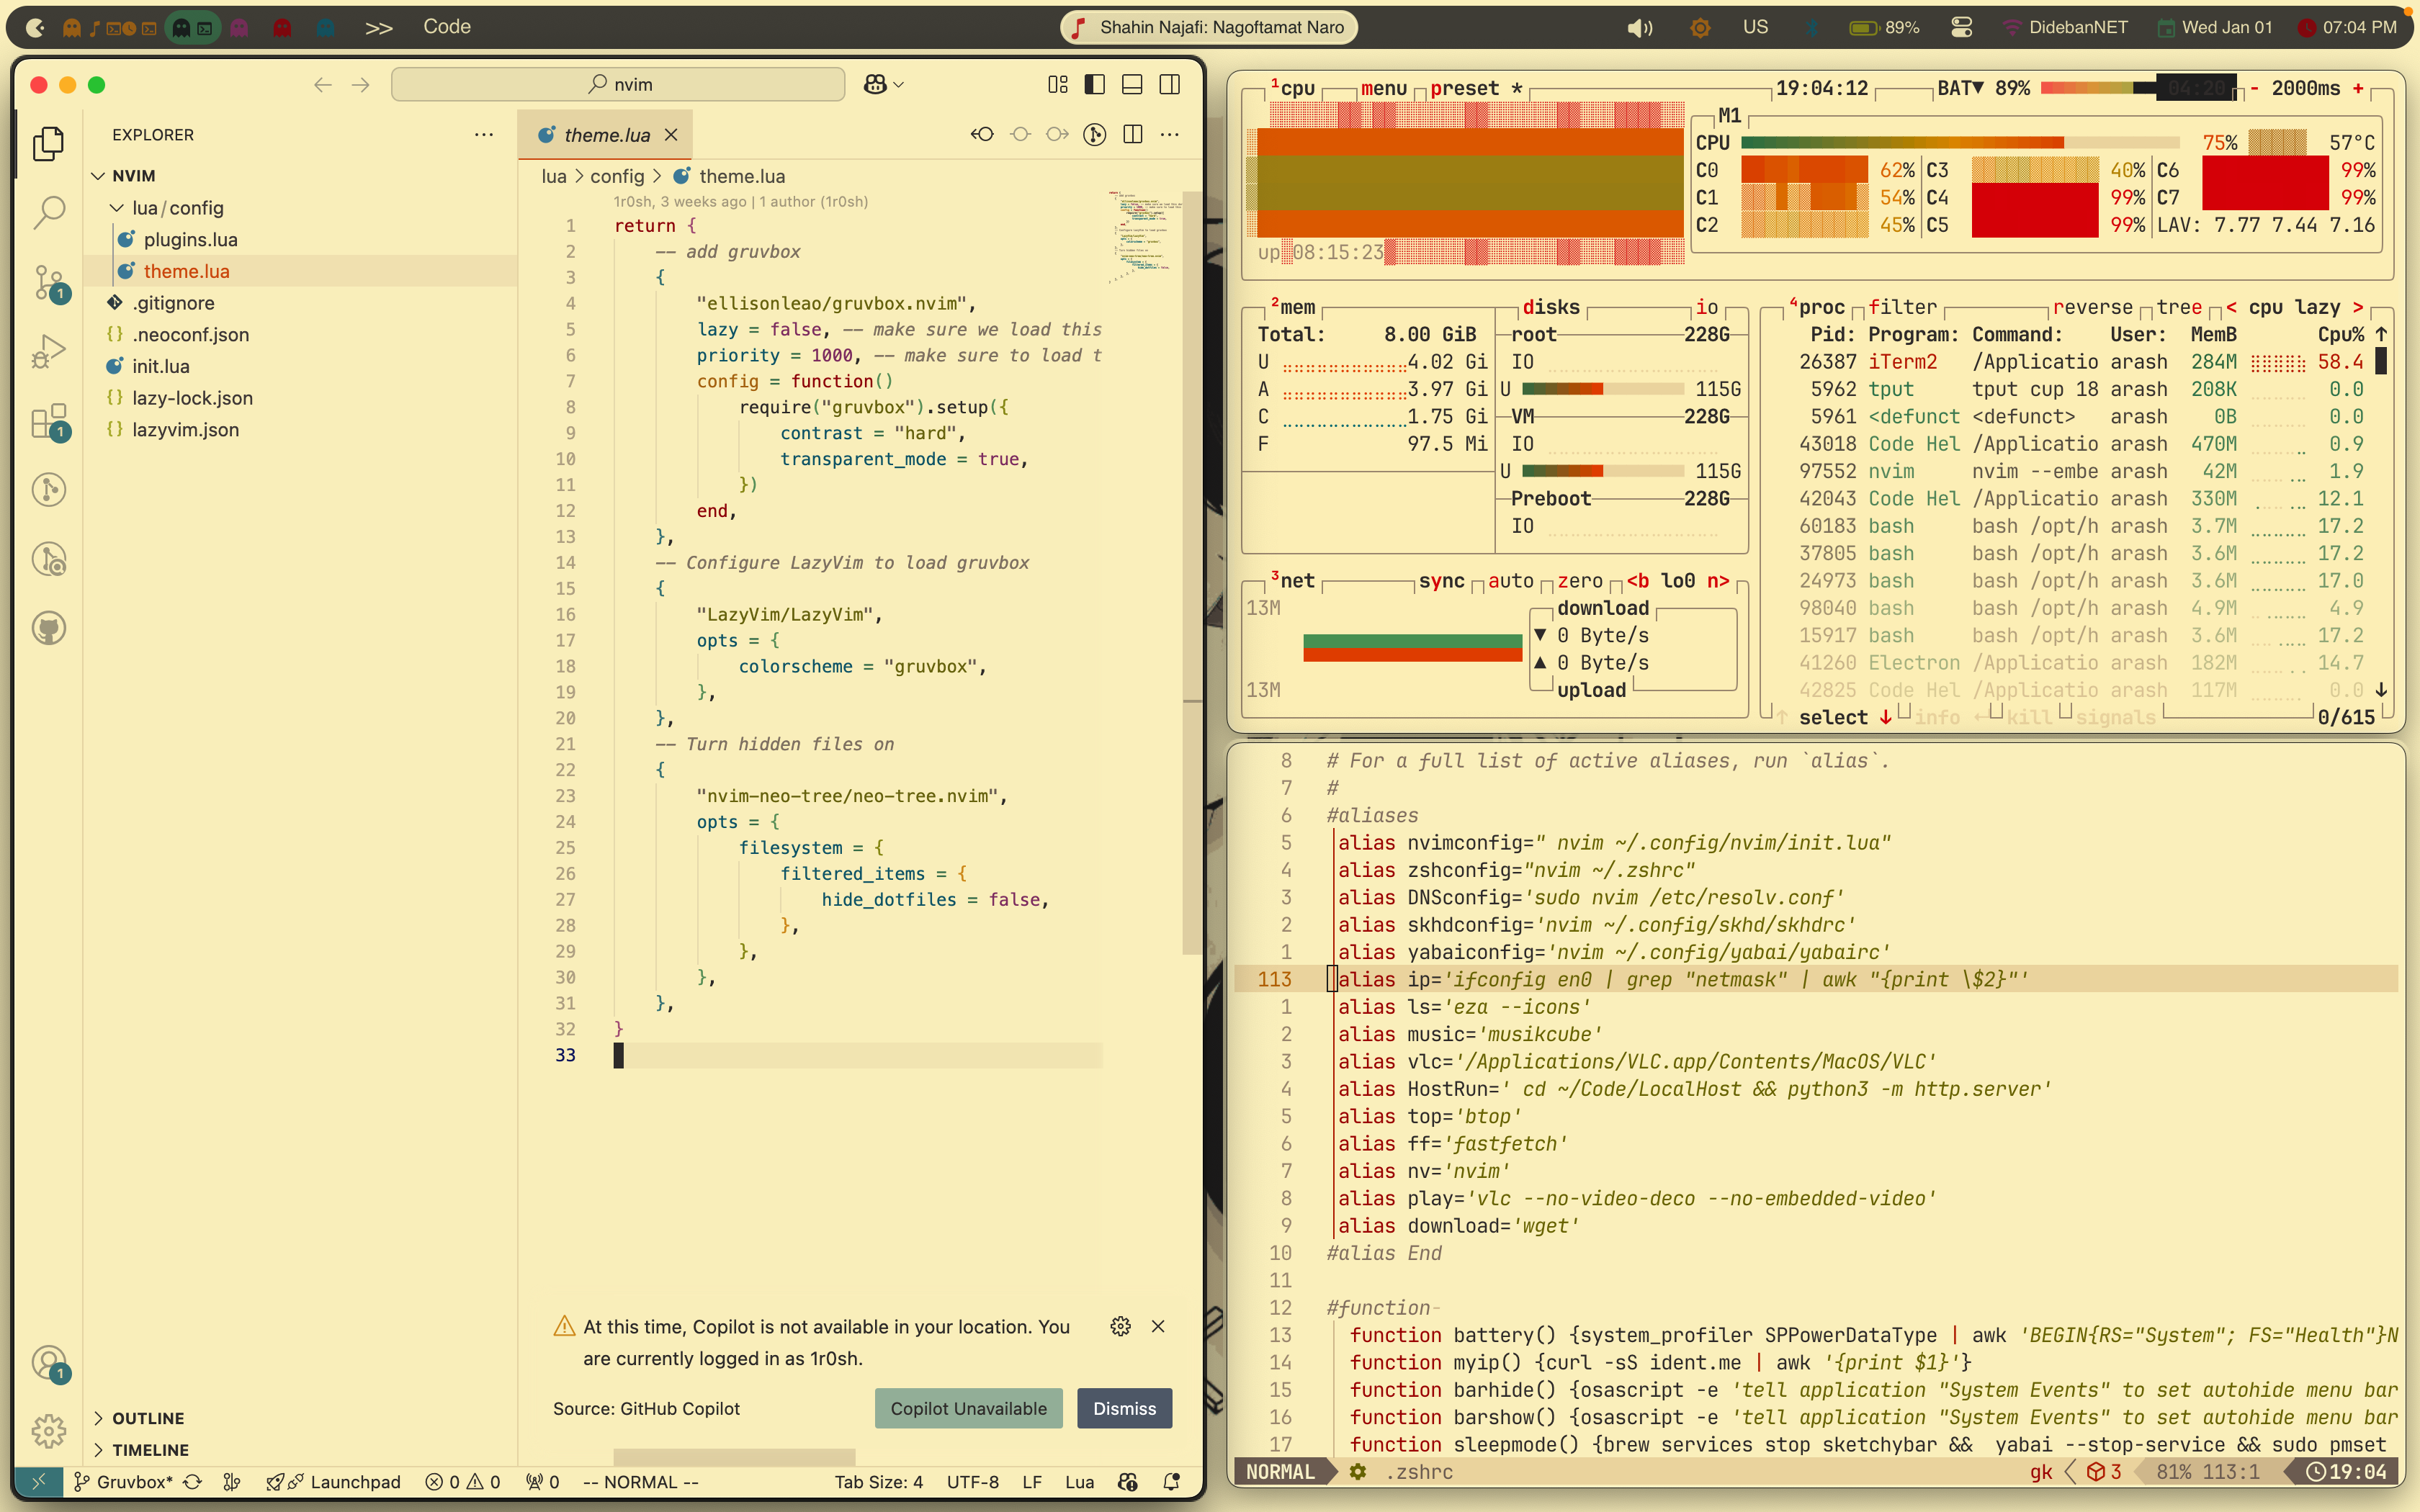 >> Code
Shahin Najafi: Nagoftamat Naro
US 89% DidebanNET Wed Jan 01 07:04 PM
nvim
EXPLORER
NVIM
lua/config
plugins.lua
theme.lua
.gitignore
{} .neoconf.json
init.lua
{} lazy-lock.json
{} lazyvim.json
OUTLINE
TIMELINE
1
1
1
theme.lua
lua > config > theme.lua
1r0sh, 3 weeks ago | 1 author (1r0sh)
1 return {
2 -- add gruvbox
3 {
4 "ellisonleao/gruvbox.nvim",
5 lazy = false, -- make sure we load this
6 priority = 1000, -- make sure to load t
7 config = function()
8 require("gruvbox").setup({
9 contrast = "hard",
10 transparent_mode = true,
11 })
12 end,
13 },
14 -- Configure LazyVim to load gruvbox
15 {
16 "LazyVim/LazyVim",
17 opts = {
18 colorscheme = "gruvbox",
19 },
20 },
21 -- Turn hidden files on
22 {
23 "nvim-neo-tree/neo-tree.nvim",
24 opts = {
25 filesystem = {
26 filtered_items = {
27 hide_dotfiles = false,
28 },
29 },
30 },
31 },
32 }
33
At this time, Copilot is not available in your location. You
are currently logged in as 1r0sh.
Source: GitHub Copilot
Copilot Unavailable
Dismiss
Gruvbox* Launchpad 0 0 0 -- NORMAL -- Tab Size: 4 UTF-8 LF Lua
1cpu menu preset * 19:04:12 BAT▼ 89% 04:20 - 2000ms +
M1
CPU 75% 57°C
C0 62% C3 40% C6 99%
C1 54% C4 99% C7 99%
C2 45% C5 99% LAV: 7.77 7.44 7.16
up 08:15:23
2mem disks io
Total: 8.00 GiB
U 4.02 Gi
A 3.97 Gi
C 1.75 Gi
F 97.5 Mi
root 228G
IO
U 115G
VM 228G
IO
U 115G
Preboot 228G
IO
3net sync auto zero <b lo0 n>
13M
download
▼ 0 Byte/s
▲ 0 Byte/s
13M
upload
4proc filter reverse tree < cpu lazy >
Pid: Program: Command: User: MemB Cpu% ↑
26387 iTerm2 /Applicatio arash 284M 58.4
5962 tput tput cup 18 arash 208K 0.0
5961 <defunct <defunct> arash 0B 0.0
43018 Code Hel /Applicatio arash 470M 0.9
97552 nvim nvim --embe arash 42M 1.9
42043 Code Hel /Applicatio arash 330M 12.1
60183 bash bash /opt/h arash 3.7M 17.2
37805 bash bash /opt/h arash 3.6M 17.2
24973 bash bash /opt/h arash 3.6M 17.0
98040 bash bash /opt/h arash 4.9M 4.9
15917 bash bash /opt/h arash 3.6M 17.2
41260 Electron /Applicatio arash 182M 14.7
42825 Code Hel /Applicatio arash 117M 0.0 ↓
↑ select ↓ info ↵ kill signals 0/615
8 # For a full list of active aliases, run `alias`.
7 #
6 #aliases
5 alias nvimconfig=" nvim ~/.config/nvim/init.lua"
4 alias zshconfig="nvim ~/.zshrc"
3 alias DNSconfig='sudo nvim /etc/resolv.conf'
2 alias skhdconfig='nvim ~/.config/skhd/skhdrc'
1 alias yabaiconfig='nvim ~/.config/yabai/yabairc'
113 alias ip='ifconfig en0 | grep "netmask" | awk "{print \$2}"'
1 alias ls='eza --icons'
2 alias music='musikcube'
3 alias vlc='/Applications/VLC.app/Contents/MacOS/VLC'
4 alias HostRun=' cd ~/Code/LocalHost && python3 -m http.server'
5 alias top='btop'
6 alias ff='fastfetch'
7 alias nv='nvim'
8 alias play='vlc --no-video-deco --no-embedded-video'
9 alias download='wget'
10 #alias End
11
12 #function-
13 function battery() {system_profiler SPPowerDataType | awk 'BEGIN{RS="System"; FS="Health"}N
14 function myip() {curl -sS ident.me | awk '{print $1}'}
15 function barhide() {osascript -e 'tell application "System Events" to set autohide menu bar
16 function barshow() {osascript -e 'tell application "System Events" to set autohide menu bar
17 function sleepmode() {brew services stop sketchybar && yabai --stop-service && sudo pmset
NORMAL .zshrc gk 3 81% 113:1 19:04